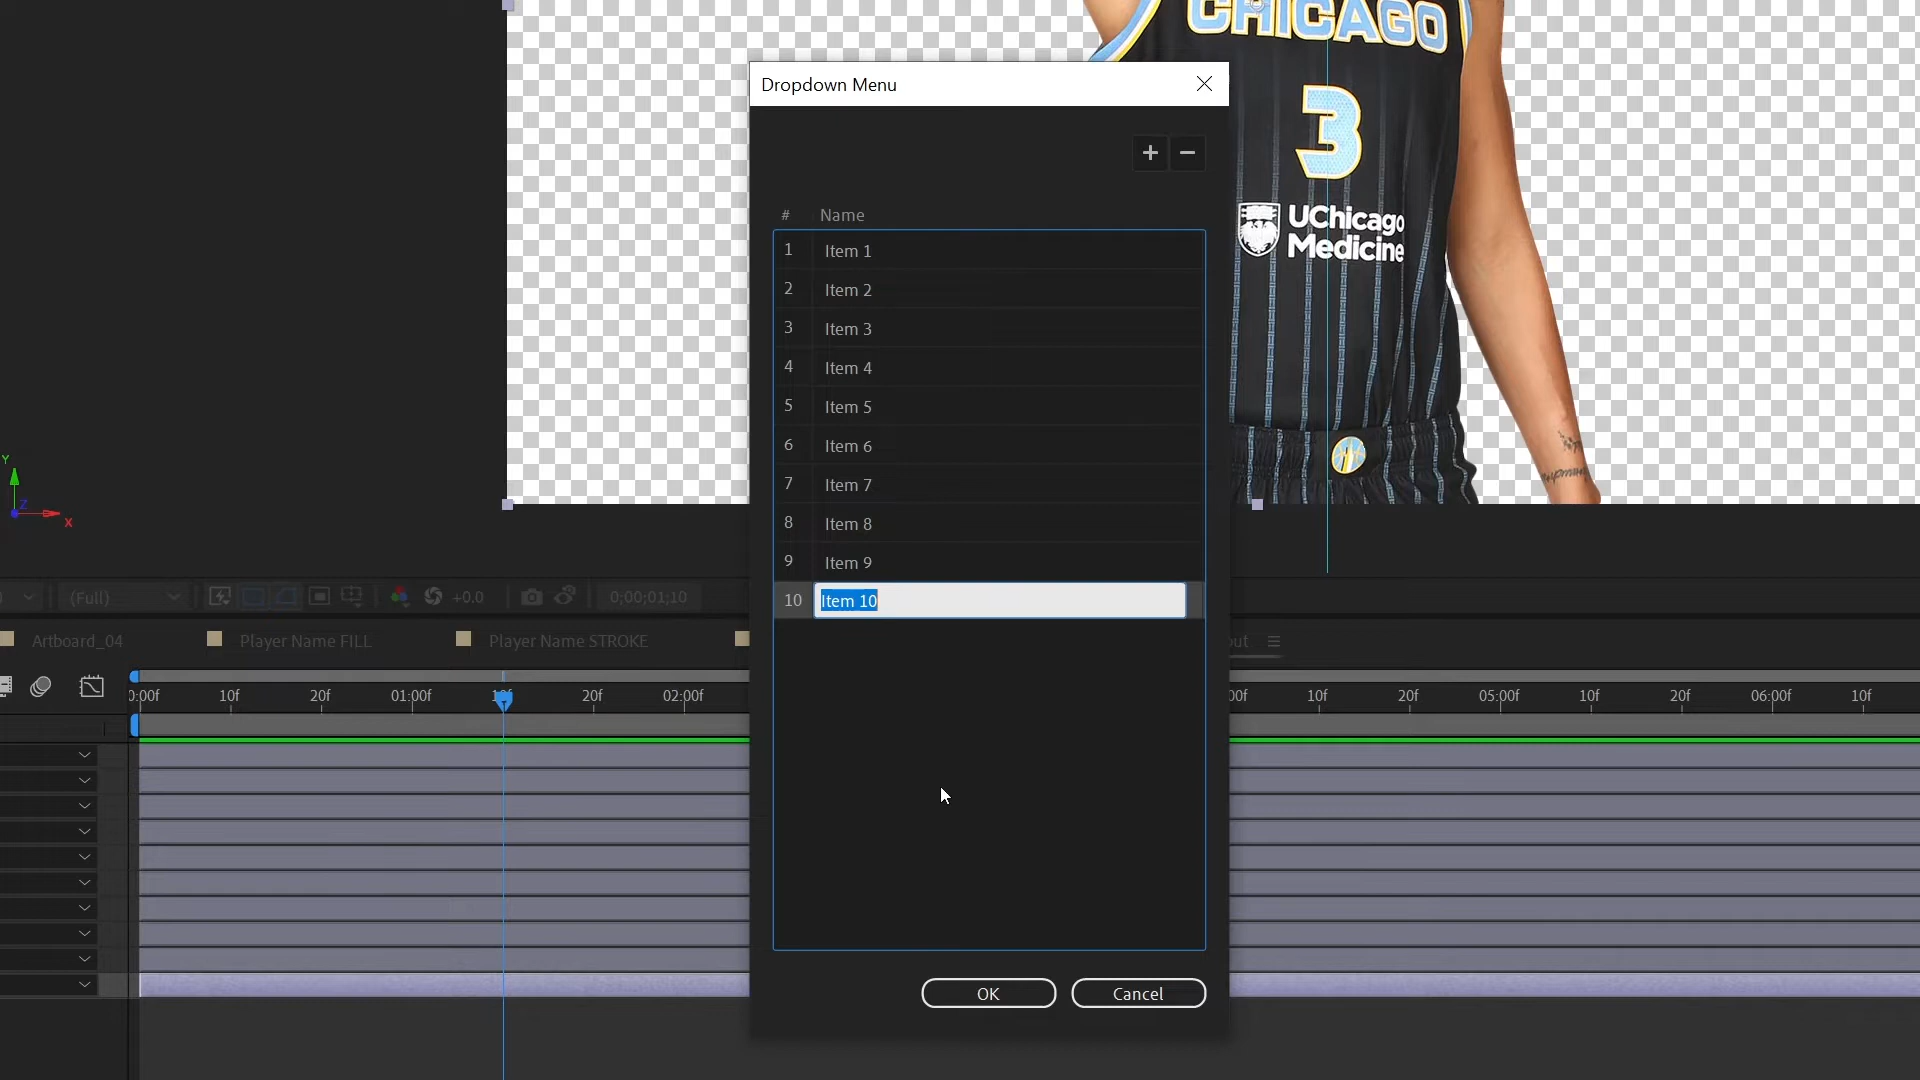 CHICAGO
3
UChicago
Medicine
Dropdown Menu
+ −
# Name
1 Item 1
2 Item 2
3 Item 3
4 Item 4
5 Item 5
6 Item 6
7 Item 7
8 Item 8
9 Item 9
10 Item 10
OK Cancel
Y
Z
X
(Full)
+0.0
0;00;01;10
Artboard_04
Player Name FILL
Player Name STROKE
out
0:00f 10f 20f 01:00f 10f 20f 02:00f 00f 10f 20f 05:00f 10f 20f 06:00f 10f